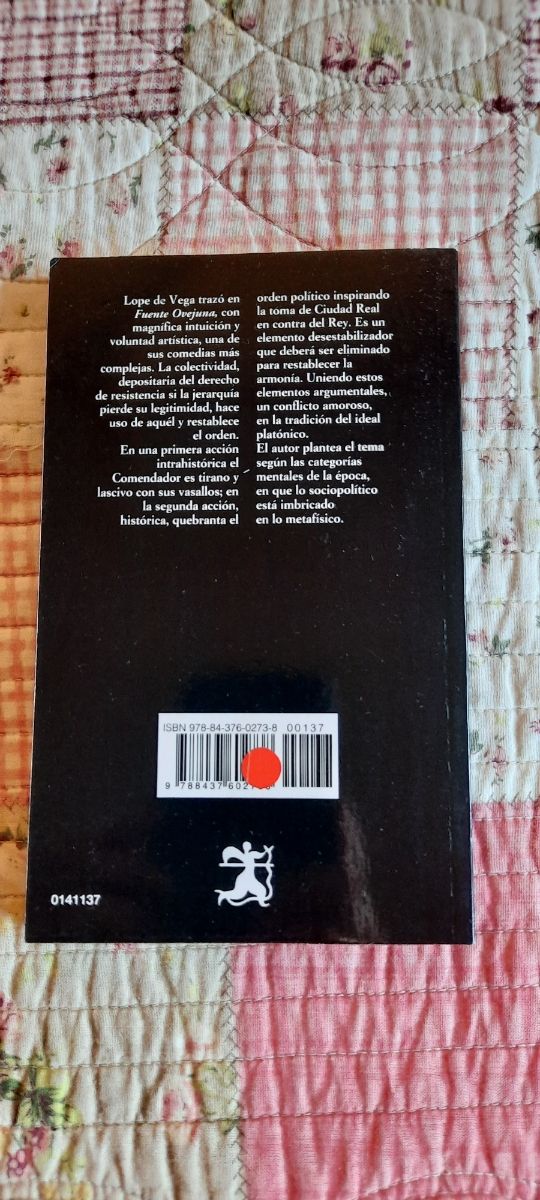 Lope de Vega trazó en
Fuente Ovejuna, con
magnífica intuición y
voluntad artística, una de
sus comedias más
complejas. La colectividad,
depositaria del derecho
de resistencia si la jerarquía
pierde su legitimidad, hace
uso de aquél y restablece
el orden.
En una primera acción
intrahistórica el
Comendador es tirano y
lascivo con sus vasallos; en
la segunda acción,
histórica, quebranta el
orden político inspirando
la toma de Ciudad Real
en contra del Rey. Es un
elemento desestabilizador
que deberá ser eliminado
para restablecer la
armonía. Uniendo estos
elementos argumentales,
un conflicto amoroso,
en la tradición del ideal
platónico.
El autor plantea el tema
según las categorías
mentales de la época,
en que lo sociopolítico
está imbricado
en lo metafísico.
ISBN 978-84-376-0273-8
00137
9 788437 602
0141137